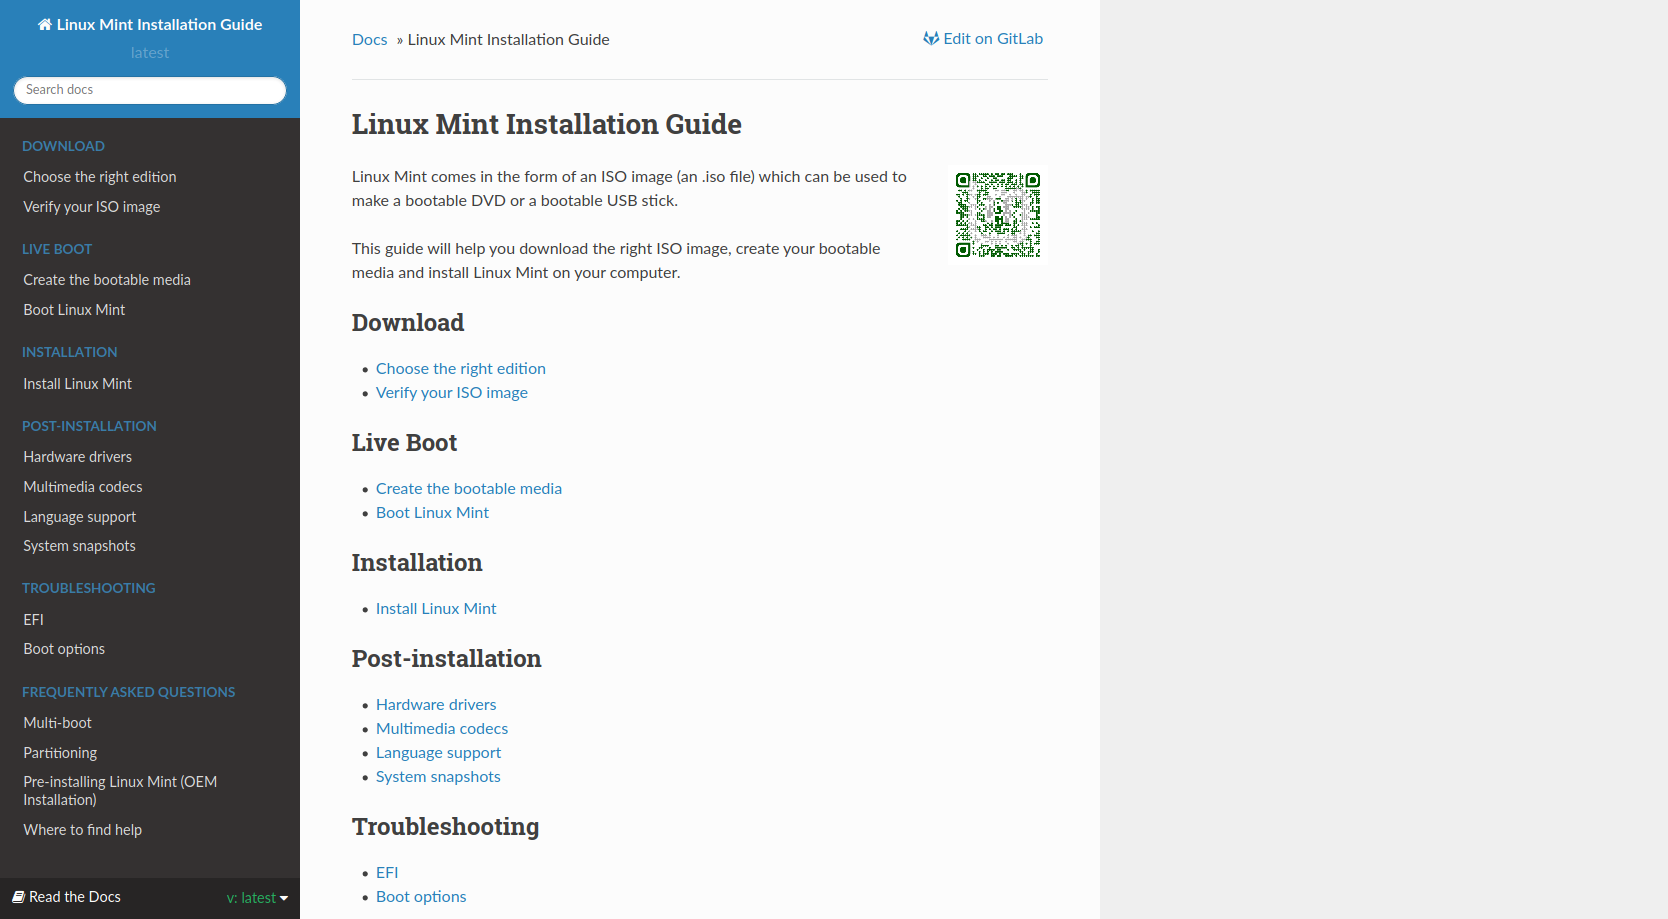 Linux Mint Installation Guide
latest
Search docs
DOWNLOAD
Choose the right edition
Verify your ISO image
LIVE BOOT
Create the bootable media
Boot Linux Mint
INSTALLATION
Install Linux Mint
POST-INSTALLATION
Hardware drivers
Multimedia codecs
Language support
System snapshots
TROUBLESHOOTING
EFI
Boot options
FREQUENTLY ASKED QUESTIONS
Multi-boot
Partitioning
Pre-installing Linux Mint (OEM
Installation)
Where to find help
Read the Docs
v: latest
Docs » Linux Mint Installation Guide
Edit on GitLab
Linux Mint Installation Guide
Linux Mint comes in the form of an ISO image (an .iso file) which can be used to
make a bootable DVD or a bootable USB stick.
This guide will help you download the right ISO image, create your bootable
media and install Linux Mint on your computer.
Download
• Choose the right edition
• Verify your ISO image
Live Boot
• Create the bootable media
• Boot Linux Mint
Installation
• Install Linux Mint
Post-installation
• Hardware drivers
• Multimedia codecs
• Language support
• System snapshots
Troubleshooting
• EFI
• Boot options